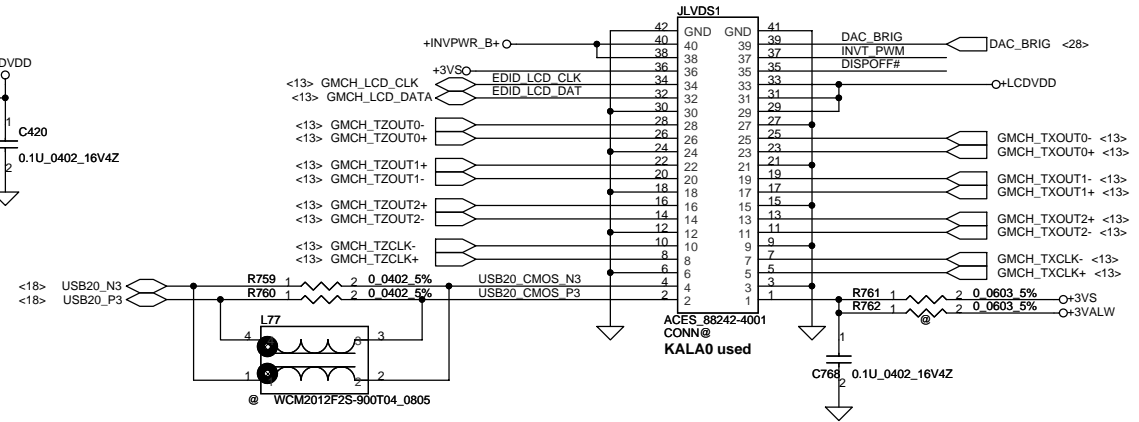 JLVDS1
42 GND GND 41
+INVPWR_B+ 40 40 39 39 DAC_BRIG DAC_BRIG <28>
38 38 37 37 INVT_PWM
+3VS 36 36 35 35 DISPOFF#
<13> GMCH_LCD_CLK EDID_LCD_CLK 34 34 33 33 +LCDVDD
<13> GMCH_LCD_DATA EDID_LCD_DAT 32 32 31 31
30 30 29 29
<13> GMCH_TZOUT0- 28 28 27 27
<13> GMCH_TZOUT0+ 26 26 25 25 GMCH_TXOUT0- <13>
24 24 23 23 GMCH_TXOUT0+ <13>
<13> GMCH_TZOUT1+ 22 22 21 21
<13> GMCH_TZOUT1- 20 20 19 19 GMCH_TXOUT1- <13>
18 18 17 17 GMCH_TXOUT1+ <13>
<13> GMCH_TZOUT2+ 16 16 15 15
<13> GMCH_TZOUT2- 14 14 13 13 GMCH_TXOUT2+ <13>
12 12 11 11 GMCH_TXOUT2- <13>
<13> GMCH_TZCLK- 10 10 9 9
<13> GMCH_TZCLK+ 8 8 7 7 GMCH_TXCLK- <13>
6 6 5 5 GMCH_TXCLK+ <13>
<18> USB20_N3 R759 1 2 0_0402_5% USB20_CMOS_N3 4 4 3 3
<18> USB20_P3 R760 1 2 0_0402_5% USB20_CMOS_P3 2 2 1 1
R761 1 2 0_0603_5% +3VS
R762 1 2 0_0603_5% +3VALW
@
ACES_88242-4001
CONN@
KALA0 used
L77
4 3 3
1 2 2
@ WCM2012F2S-900T04_0805
1
C768 0.1U_0402_16V4Z
2
1
C420
0.1U_0402_16V4Z
2